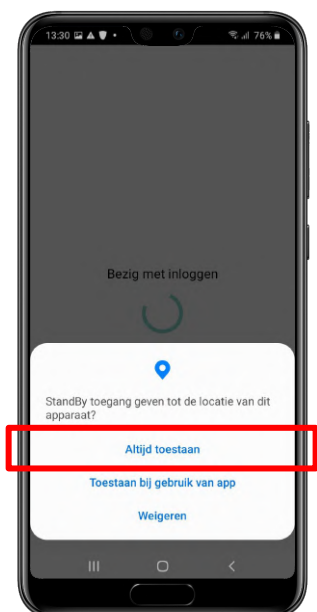 13:30 76%
Bezig met inloggen
StandBy toegang geven tot de locatie van dit
apparaat?
Altijd toestaan
Toestaan bij gebruik van app
Weigeren